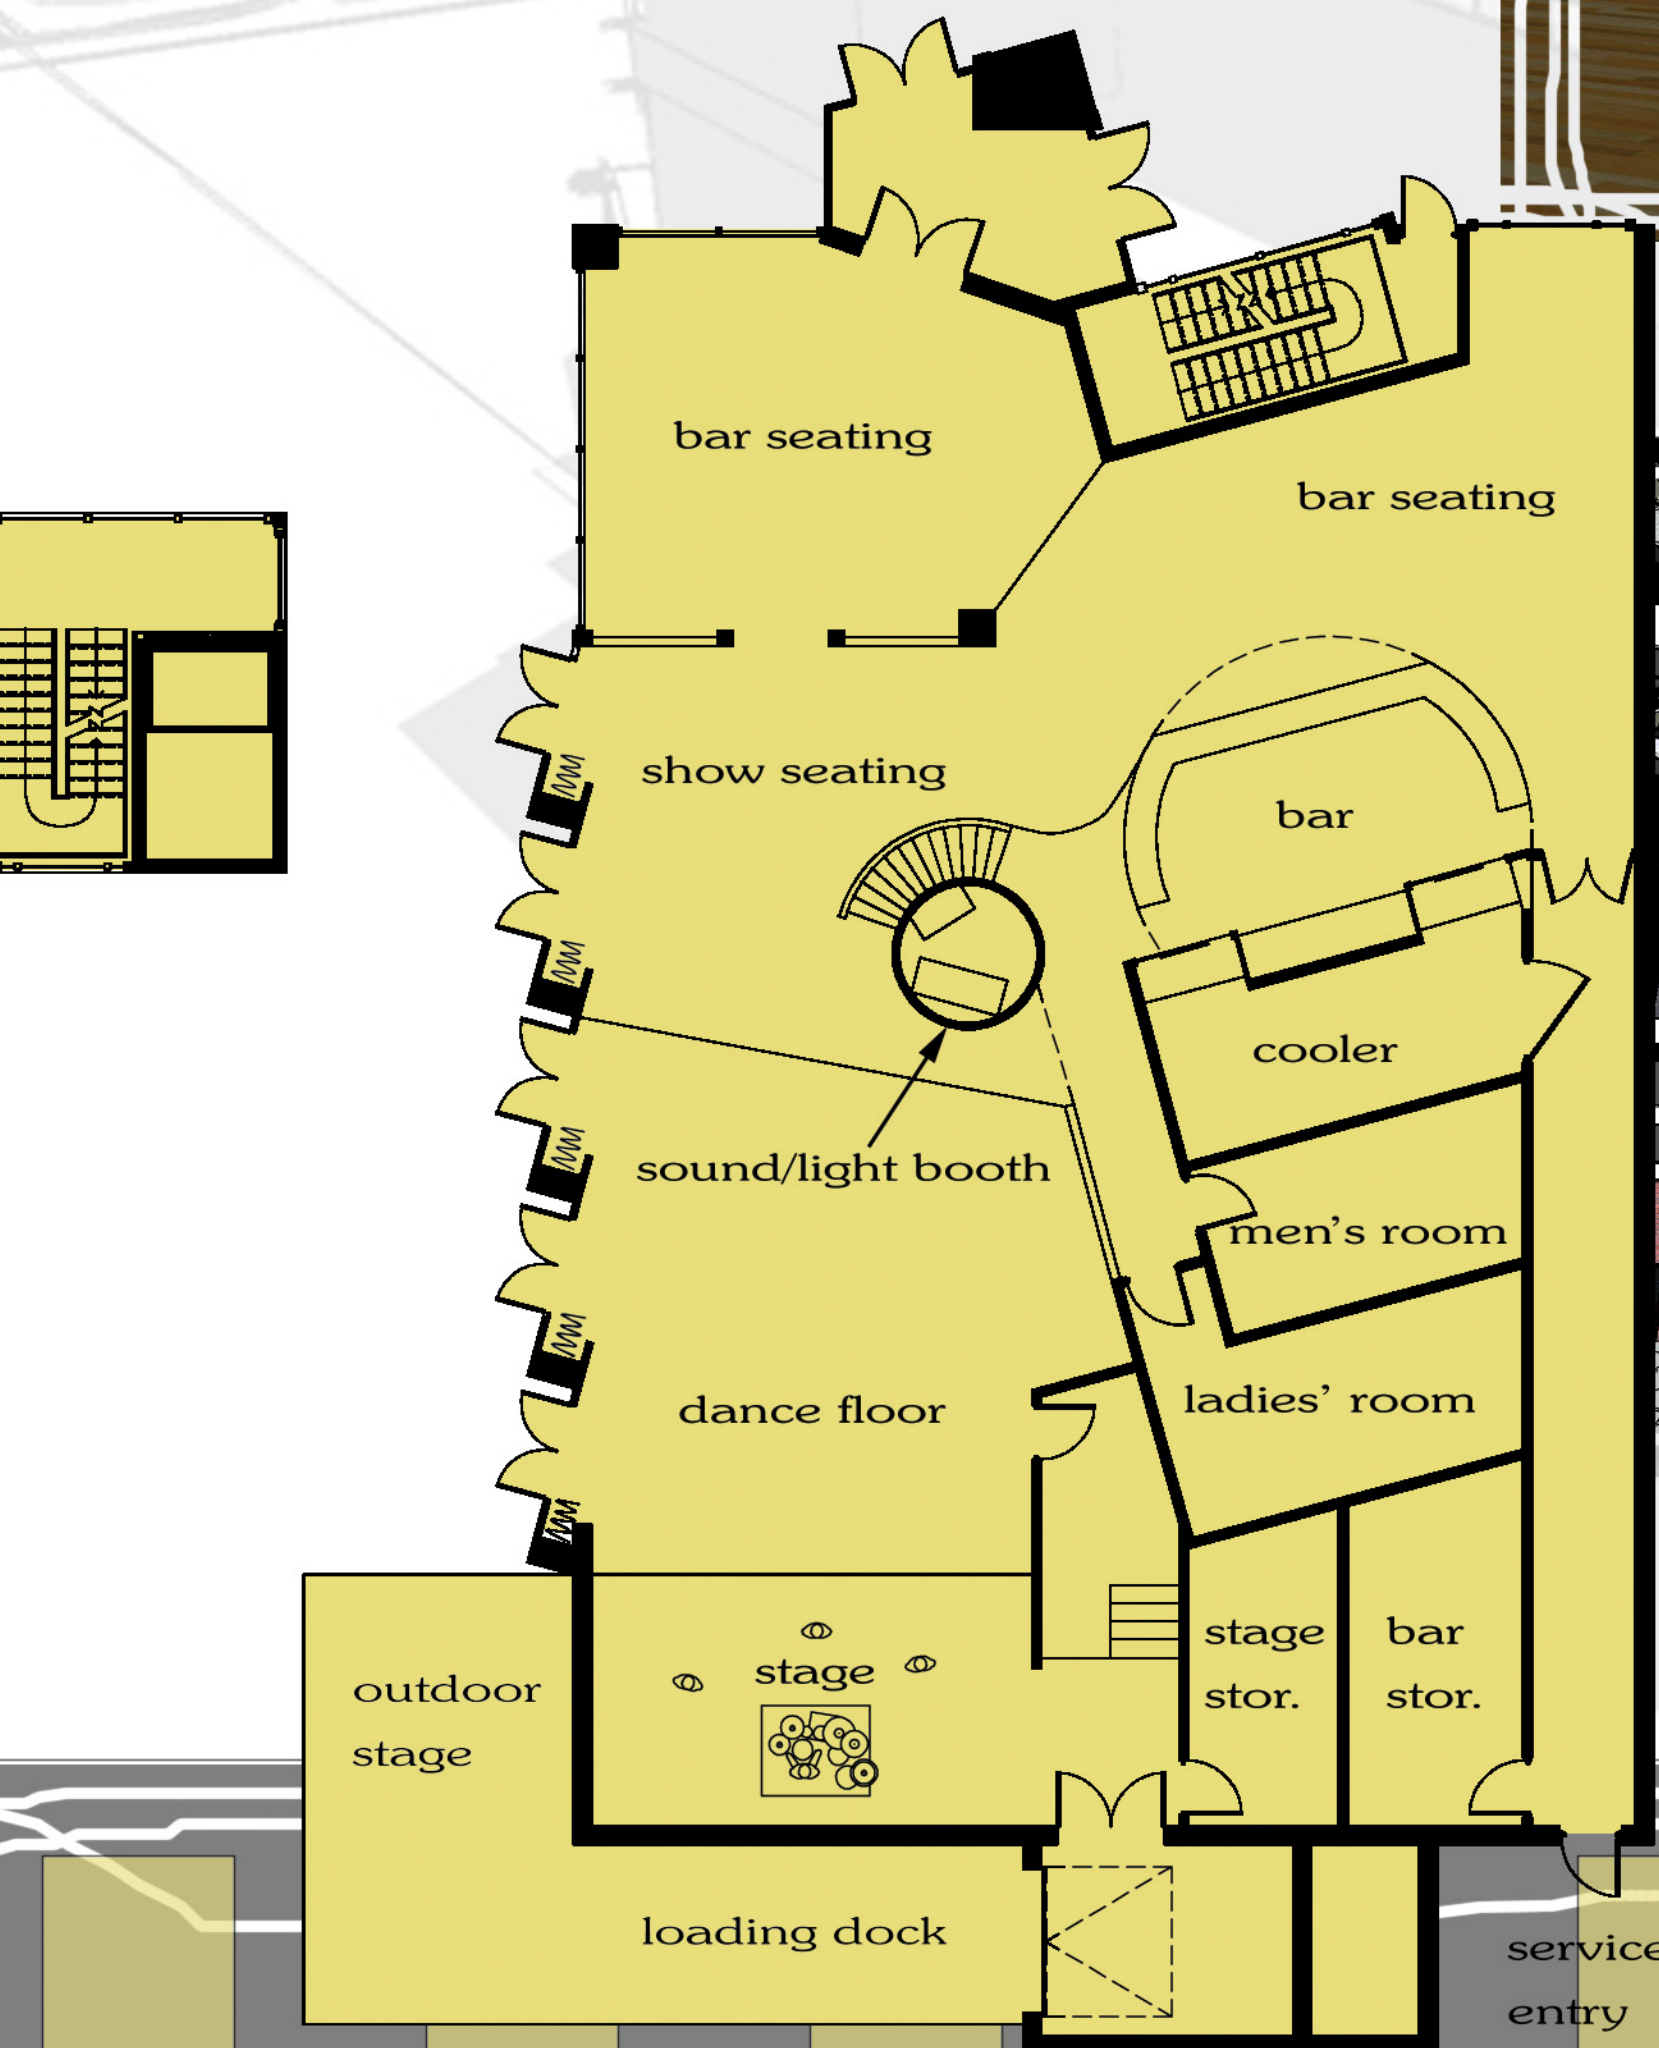 bar seating
bar seating
show seating
bar
cooler
sound/light booth
men's room
ladies' room
dance floor
stage
stor.
bar
stor.
stage
outdoor
stage
loading dock
service
entry